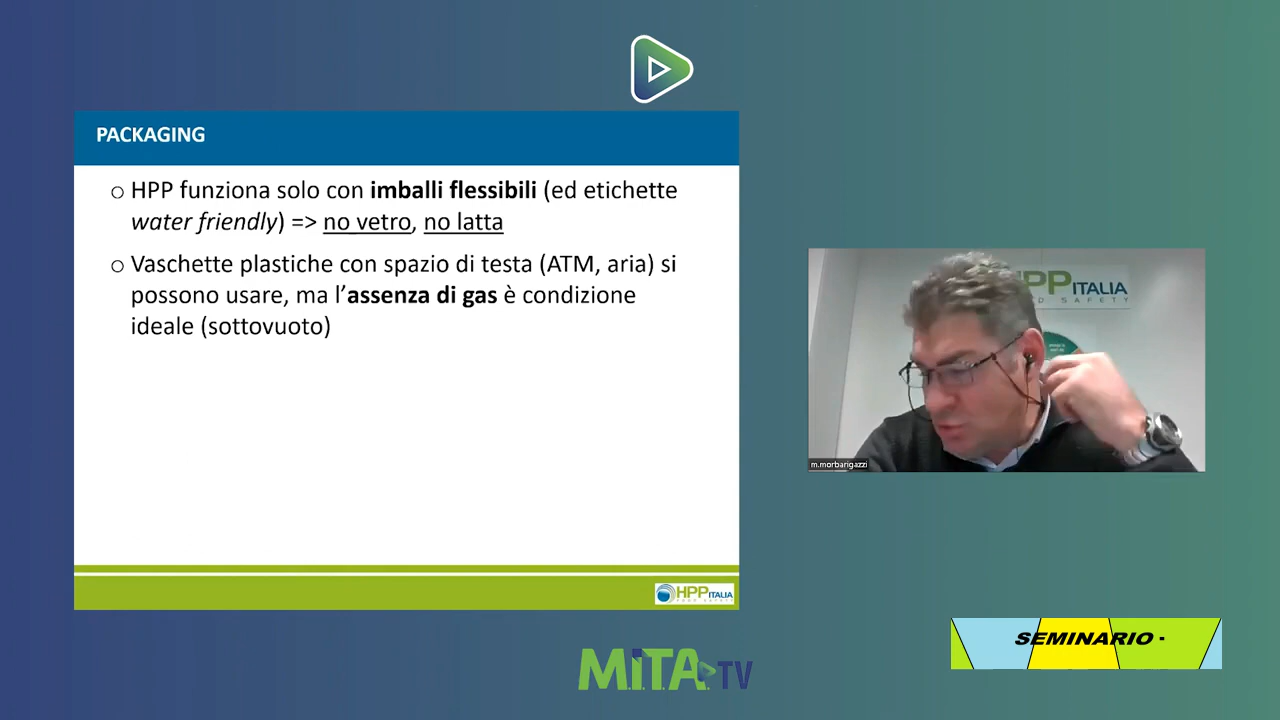 PACKAGING
o HPP funziona solo con imballi flessibili (ed etichette
water friendly) => no vetro, no latta
o Vaschette plastiche con spazio di testa (ATM, aria) si
possono usare, ma l'assenza di gas è condizione
ideale (sottovuoto)
HPP ITALIA
HPP ITALIA
m.morbarigazzi
SEMINARIO -
M.I.T.A. TV